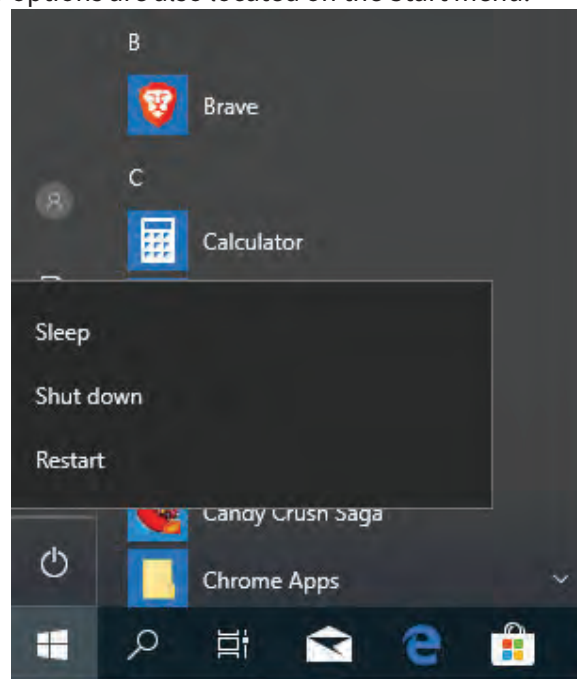 options are also located on the Start menu.
B
Brave
C
Calculator
Sleep
Shut down
Restart
Candy Crush Saga
Chrome Apps